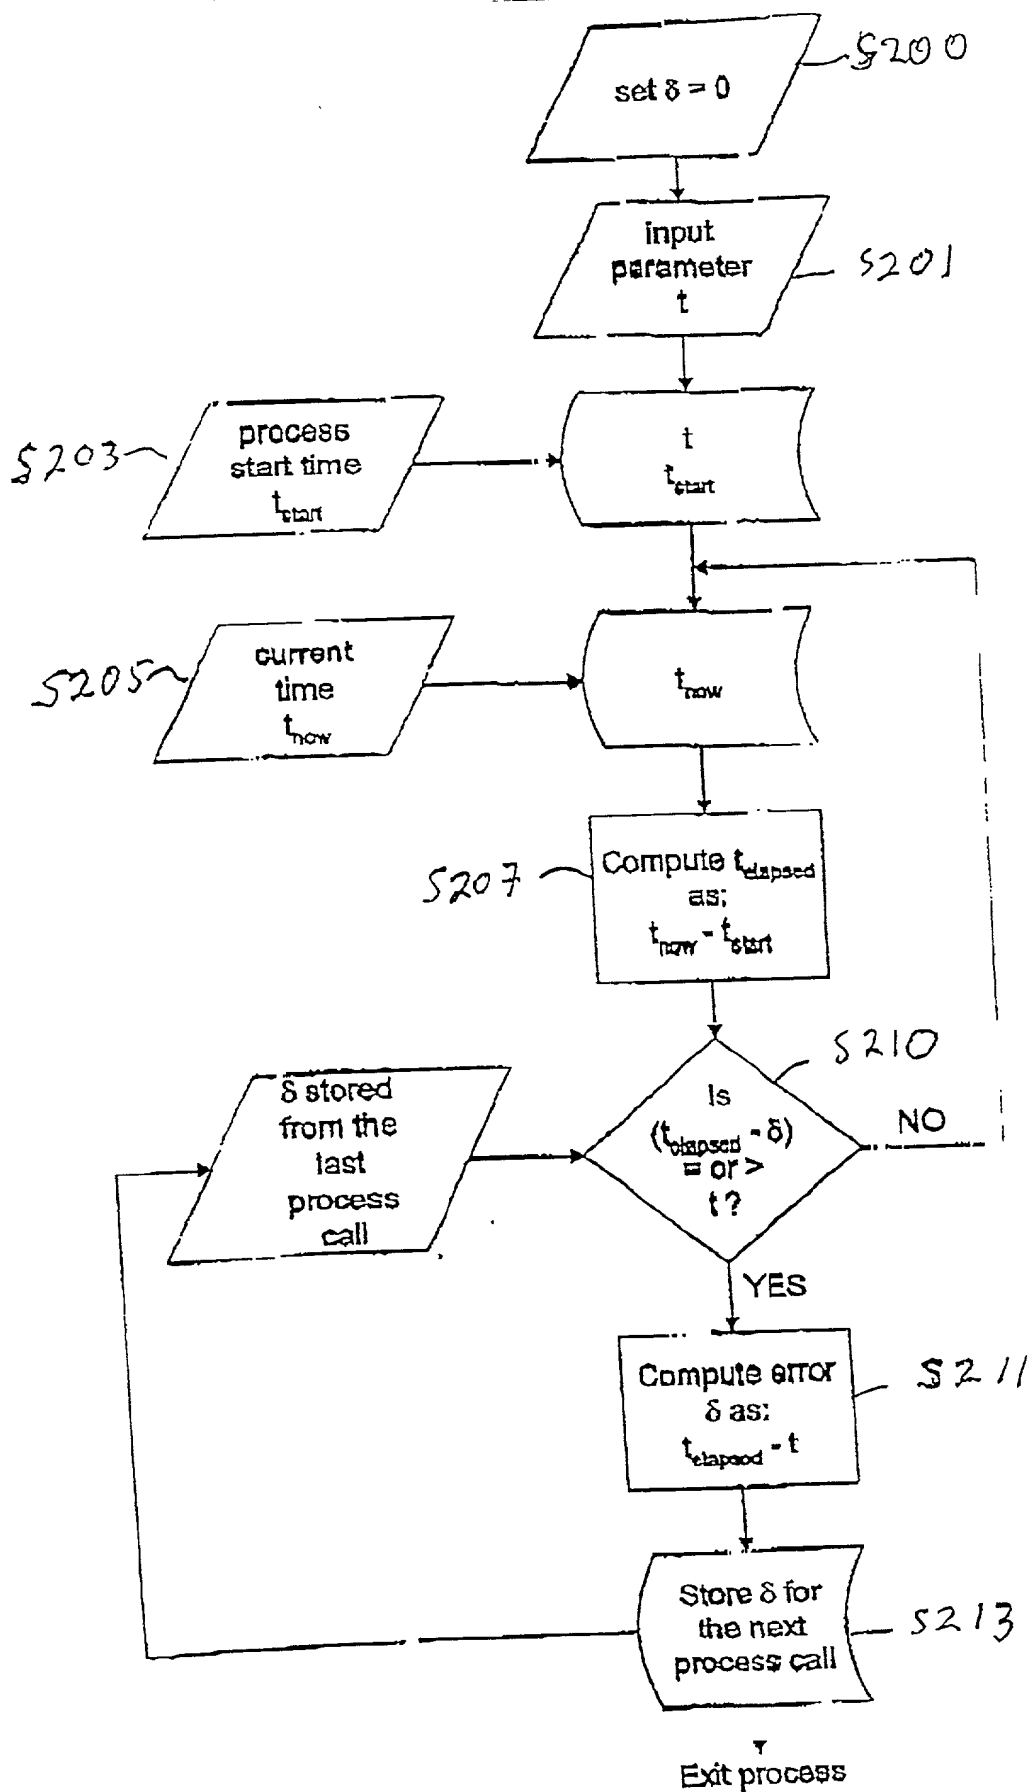 set δ = 0
S200
input
parameter
t
S201
process
start time
t_start
S203
t
t_start
current
time
t_now
S205
t_now
Compute t_elapsed
as:
t_now - t_start
S207
S210
Is
(t_elapsed - δ)
= or >
t?
NO
δ stored
from the
last
process
call
YES
Compute error
δ as:
t_elapsed - t
S211
Store δ for
the next
process call
S213
Exit process